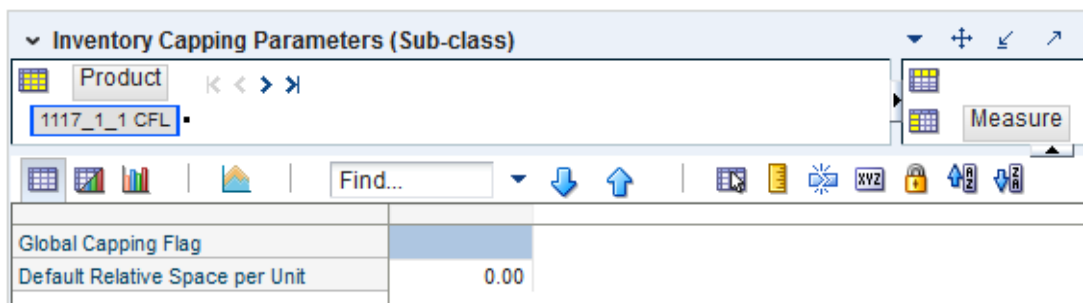 Inventory Capping Parameters (Sub-class)
Product
1117_1_1 CFL
Measure
Find...
XYZ
A
Z
Z
A
Global Capping Flag
Default Relative Space per Unit 0.00